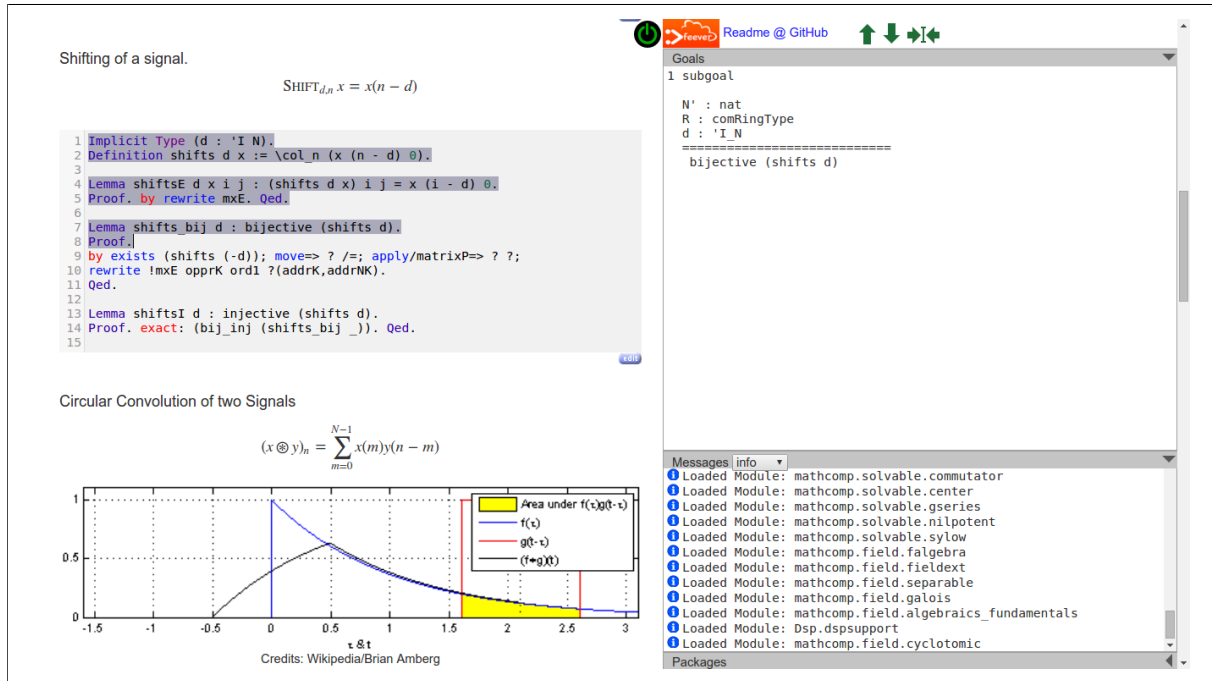 Shifting of a signal.
SHIFT_{d,n} x = x(n − d)
1 Implicit Type (d : 'I_N).
2 Definition shifts d x := \col_n (x (n - d) 0).
3
4 Lemma shiftsE d x i j : (shifts d x) i j = x (i - d) 0.
5 Proof. by rewrite mxE. Qed.
6
7 Lemma shifts_bij d : bijective (shifts d).
8 Proof.
9 by exists (shifts (-d)); move=> ? /=; apply/matrixP=> ? ?;
10 rewrite !mxE opprK ord1 ?(addrK,addrNK).
11 Qed.
12
13 Lemma shiftsI d : injective (shifts d).
14 Proof. exact: (bij_inj (shifts_bij _)). Qed.
15
edit
Circular Convolution of two Signals
(x ⊛ y)_n = ∑_{m=0}^{N−1} x(m)y(n − m)
1
0.5
0
-1.5 -1 -0.5 0 0.5 1 1.5 2 2.5 3
τ & t
Area under f(τ)g(t-τ)
f(τ)
g(t-τ)
(f∗g)(t)
Credits: Wikipedia/Brian Amberg
feever
Readme @ GitHub
Goals
1 subgoal
N' : nat
R : comRingType
d : 'I_N
============================
bijective (shifts d)
Messages info
Loaded Module: mathcomp.solvable.commutator
Loaded Module: mathcomp.solvable.center
Loaded Module: mathcomp.solvable.gseries
Loaded Module: mathcomp.solvable.nilpotent
Loaded Module: mathcomp.solvable.sylow
Loaded Module: mathcomp.field.falgebra
Loaded Module: mathcomp.field.fieldext
Loaded Module: mathcomp.field.separable
Loaded Module: mathcomp.field.galois
Loaded Module: mathcomp.field.algebraics_fundamentals
Loaded Module: Dsp.dspsupport
Loaded Module: mathcomp.field.cyclotomic
Packages